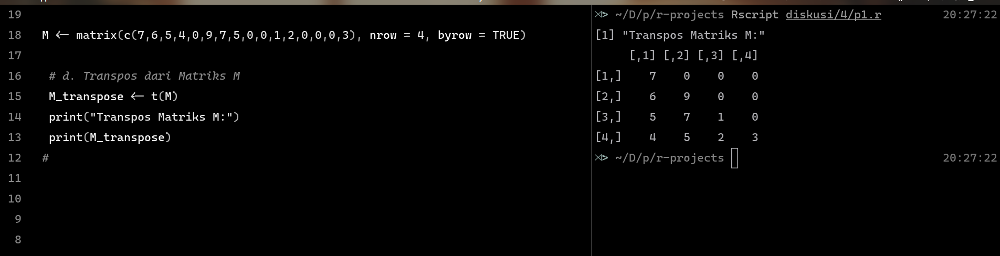 19
18 M <- matrix(c(7,6,5,4,0,9,7,5,0,0,1,2,0,0,0,3), nrow = 4, byrow = TRUE)
17
16 # d. Transpos dari Matriks M
15 M_transpose <- t(M)
14 print("Transpos Matriks M:")
13 print(M_transpose)
12 #
11
10
9
8
~/D/p/r-projects Rscript diskusi/4/p1.r 20:27:22
[1] "Transpos Matriks M:"
[,1] [,2] [,3] [,4]
[1,] 7 0 0 0
[2,] 6 9 0 0
[3,] 5 7 1 0
[4,] 4 5 2 3
~/D/p/r-projects 20:27:22